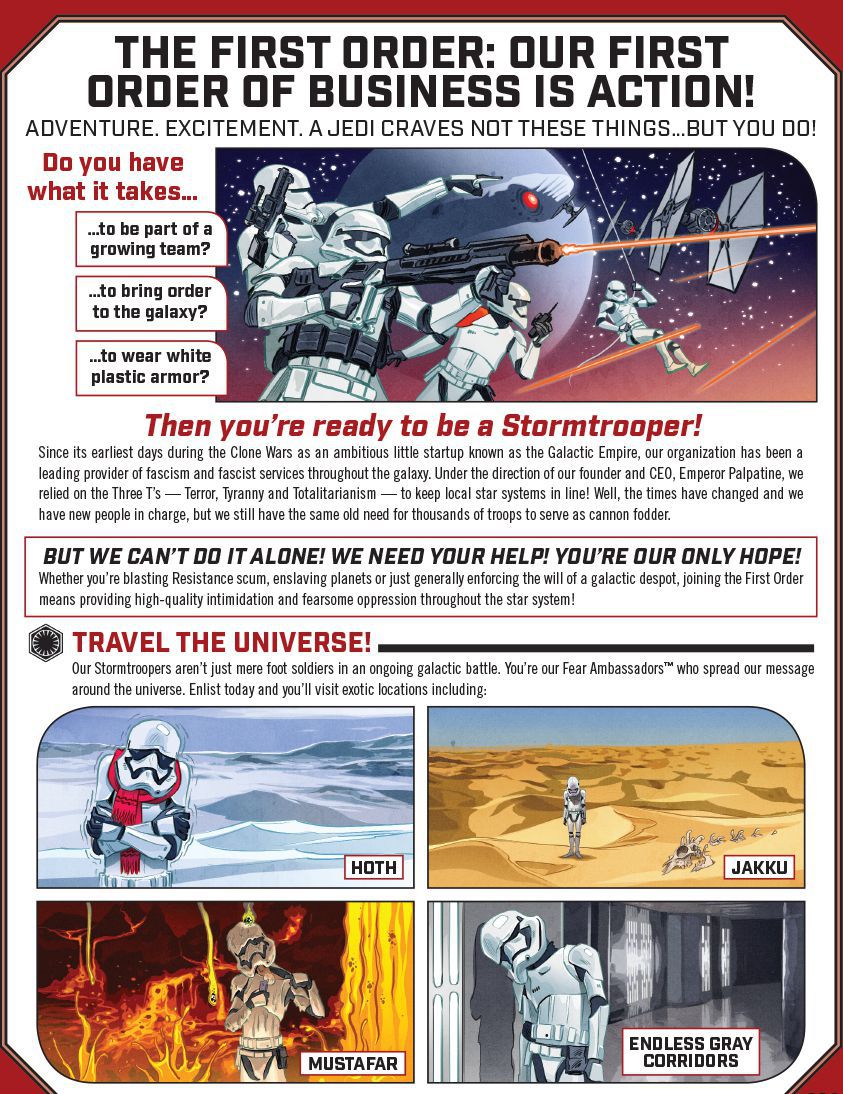 THE FIRST ORDER: OUR FIRST
ORDER OF BUSINESS IS ACTION!
ADVENTURE. EXCITEMENT. A JEDI CRAVES NOT THESE THINGS...BUT YOU DO!
Do you have
what it takes...
...to be part of a
growing team?
...to bring order
to the galaxy?
...to wear white
plastic armor?
Then you're ready to be a Stormtrooper!
Since its earliest days during the Clone Wars as an ambitious little startup known as the Galactic Empire, our organization has been a
leading provider of fascism and fascist services throughout the galaxy. Under the direction of our founder and CEO, Emperor Palpatine, we
relied on the Three T's — Terror, Tyranny and Totalitarianism — to keep local star systems in line! Well, the times have changed and we
have new people in charge, but we still have the same old need for thousands of troops to serve as cannon fodder.
BUT WE CAN'T DO IT ALONE! WE NEED YOUR HELP! YOU'RE OUR ONLY HOPE!
Whether you're blasting Resistance scum, enslaving planets or just generally enforcing the will of a galactic despot, joining the First Order
means providing high-quality intimidation and fearsome oppression throughout the star system!
TRAVEL THE UNIVERSE!
Our Stormtroopers aren't just mere foot soldiers in an ongoing galactic battle. You're our Fear Ambassadors™ who spread our message
around the universe. Enlist today and you'll visit exotic locations including:
HOTH
JAKKU
MUSTAFAR
ENDLESS GRAY
CORRIDORS